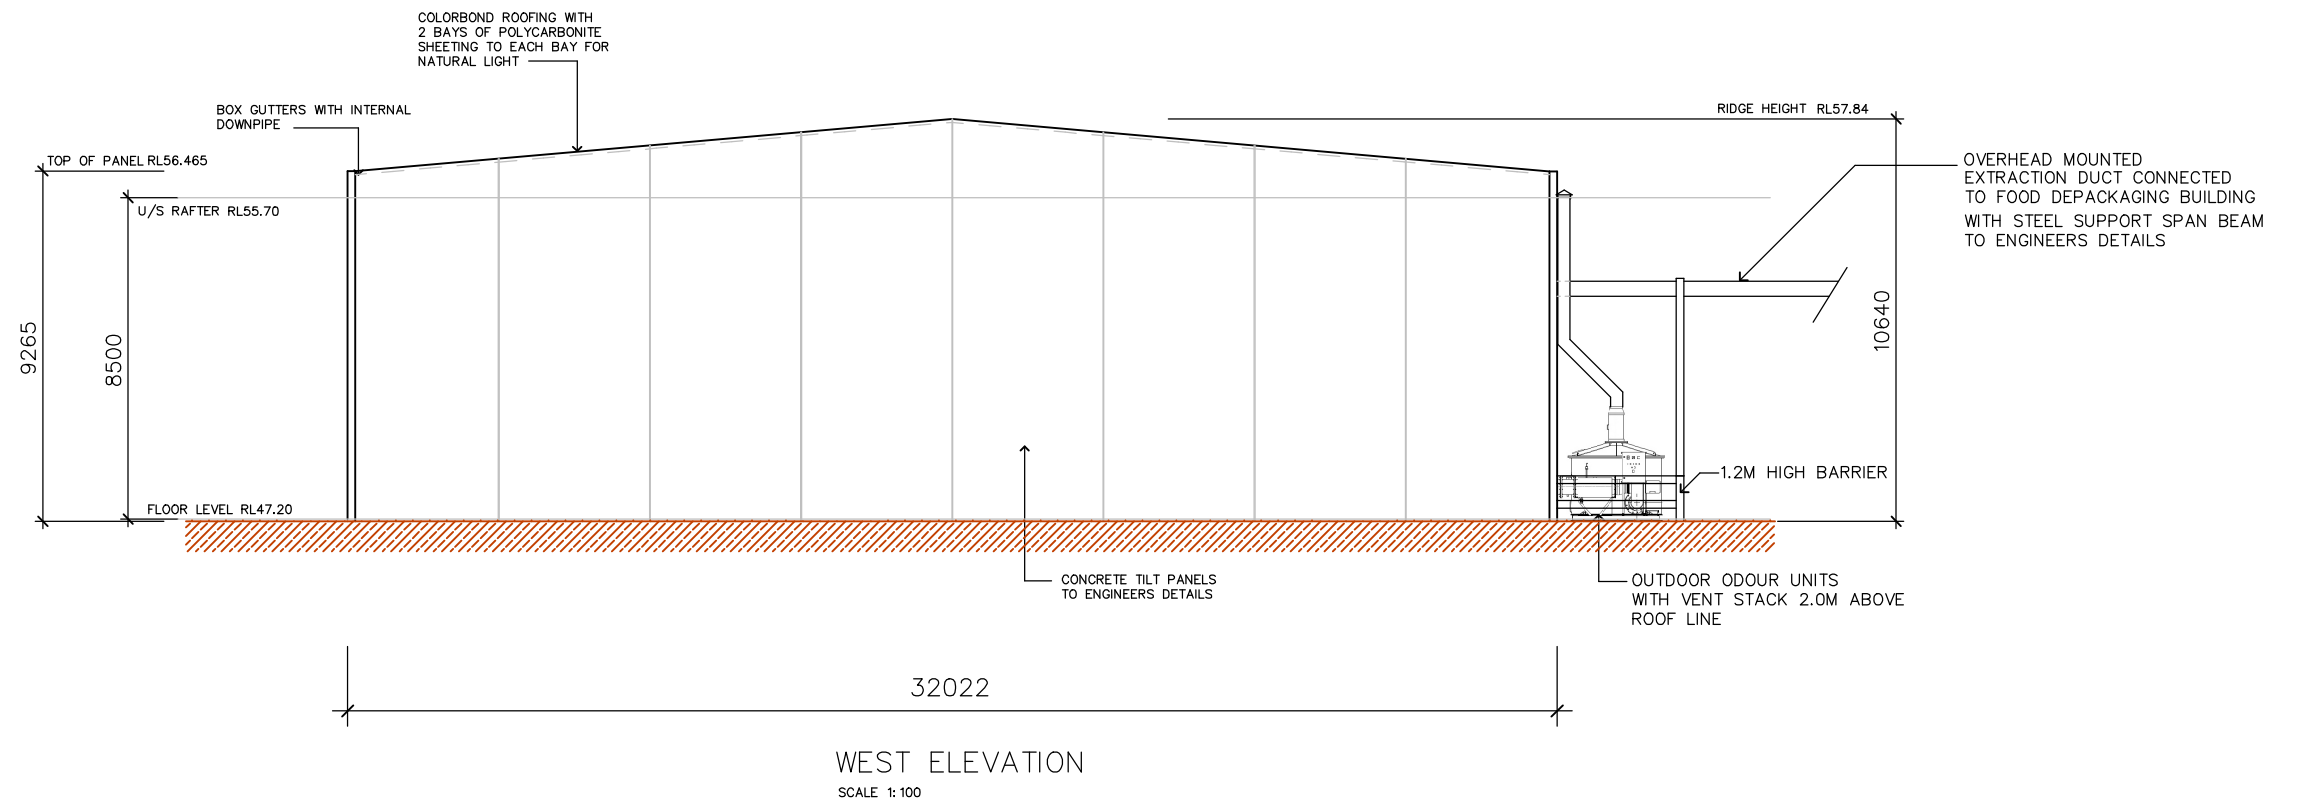 COLORBOND ROOFING WITH
2 BAYS OF POLYCARBONITE
SHEETING TO EACH BAY FOR
NATURAL LIGHT
BOX GUTTERS WITH INTERNAL
DOWNPIPE
RIDGE HEIGHT RL57.84
TOP OF PANEL RL56.465
OVERHEAD MOUNTED
EXTRACTION DUCT CONNECTED
TO FOOD DEPACKAGING BUILDING
WITH STEEL SUPPORT SPAN BEAM
TO ENGINEERS DETAILS
U/S RAFTER RL55.70
9265
8500
10640
1.2M HIGH BARRIER
FLOOR LEVEL RL47.20
CONCRETE TILT PANELS
TO ENGINEERS DETAILS
OUTDOOR ODOUR UNITS
WITH VENT STACK 2.0M ABOVE
ROOF LINE
32022
WEST ELEVATION
SCALE 1:100